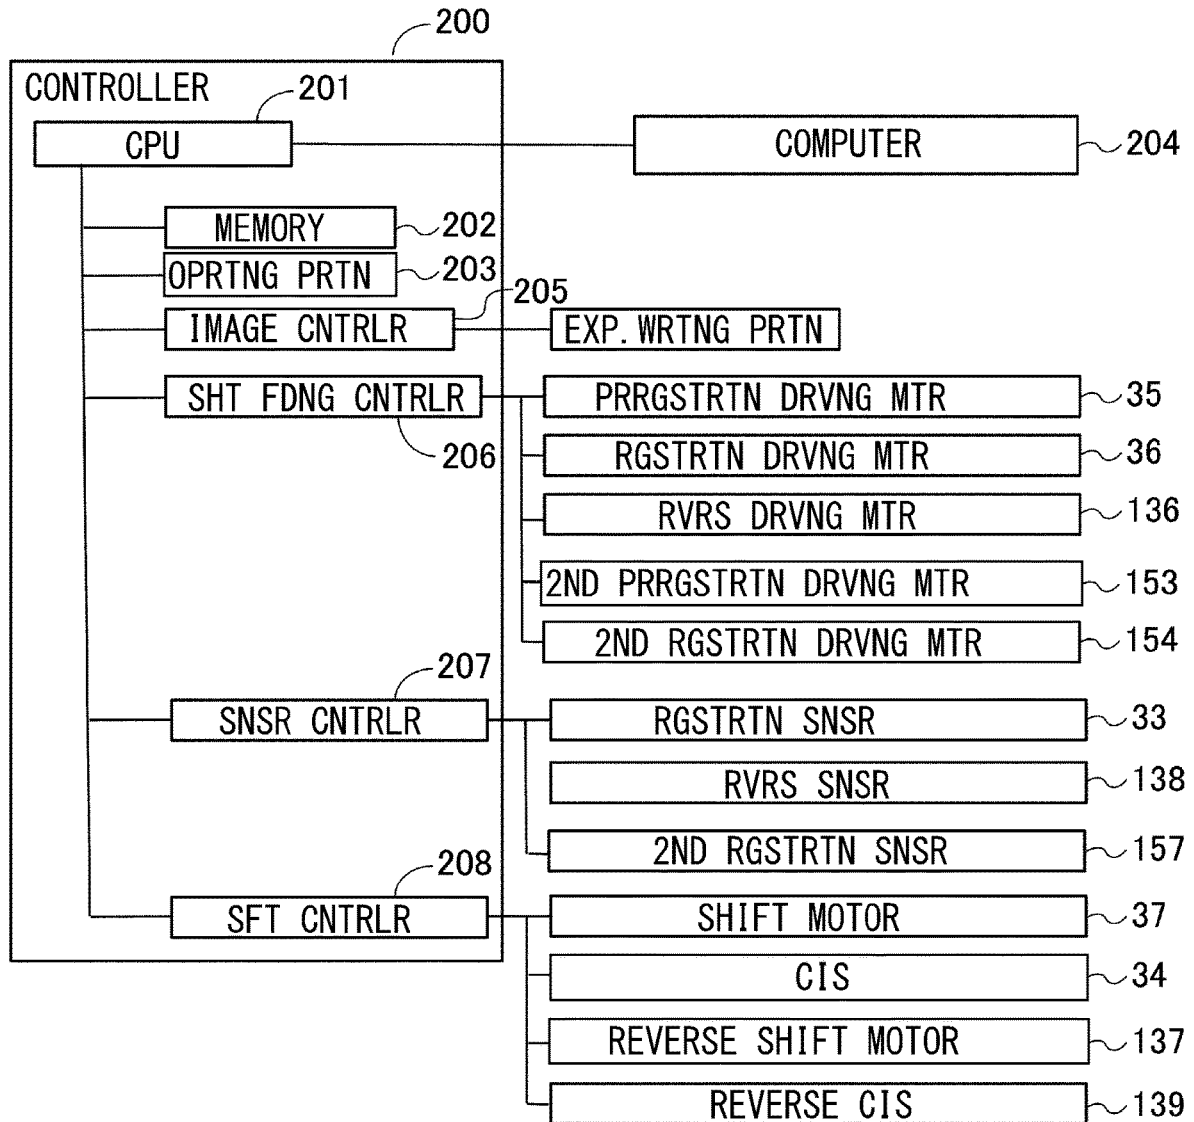 200
CONTROLLER
201
CPU
COMPUTER
204
MEMORY
202
OPRTNG PRTN
203
205
IMAGE CNTRLR
EXP. WRTNG PRTN
SHT FDNG CNTRLR
206
PRRGSTRTN DRVNG MTR
35
RGSTRTN DRVNG MTR
36
RVRS DRVNG MTR
136
2ND PRRGSTRTN DRVNG MTR
153
2ND RGSTRTN DRVNG MTR
154
207
SNSR CNTRLR
RGSTRTN SNSR
33
RVRS SNSR
138
2ND RGSTRTN SNSR
157
208
SFT CNTRLR
SHIFT MOTOR
37
CIS
34
REVERSE SHIFT MOTOR
137
REVERSE CIS
139